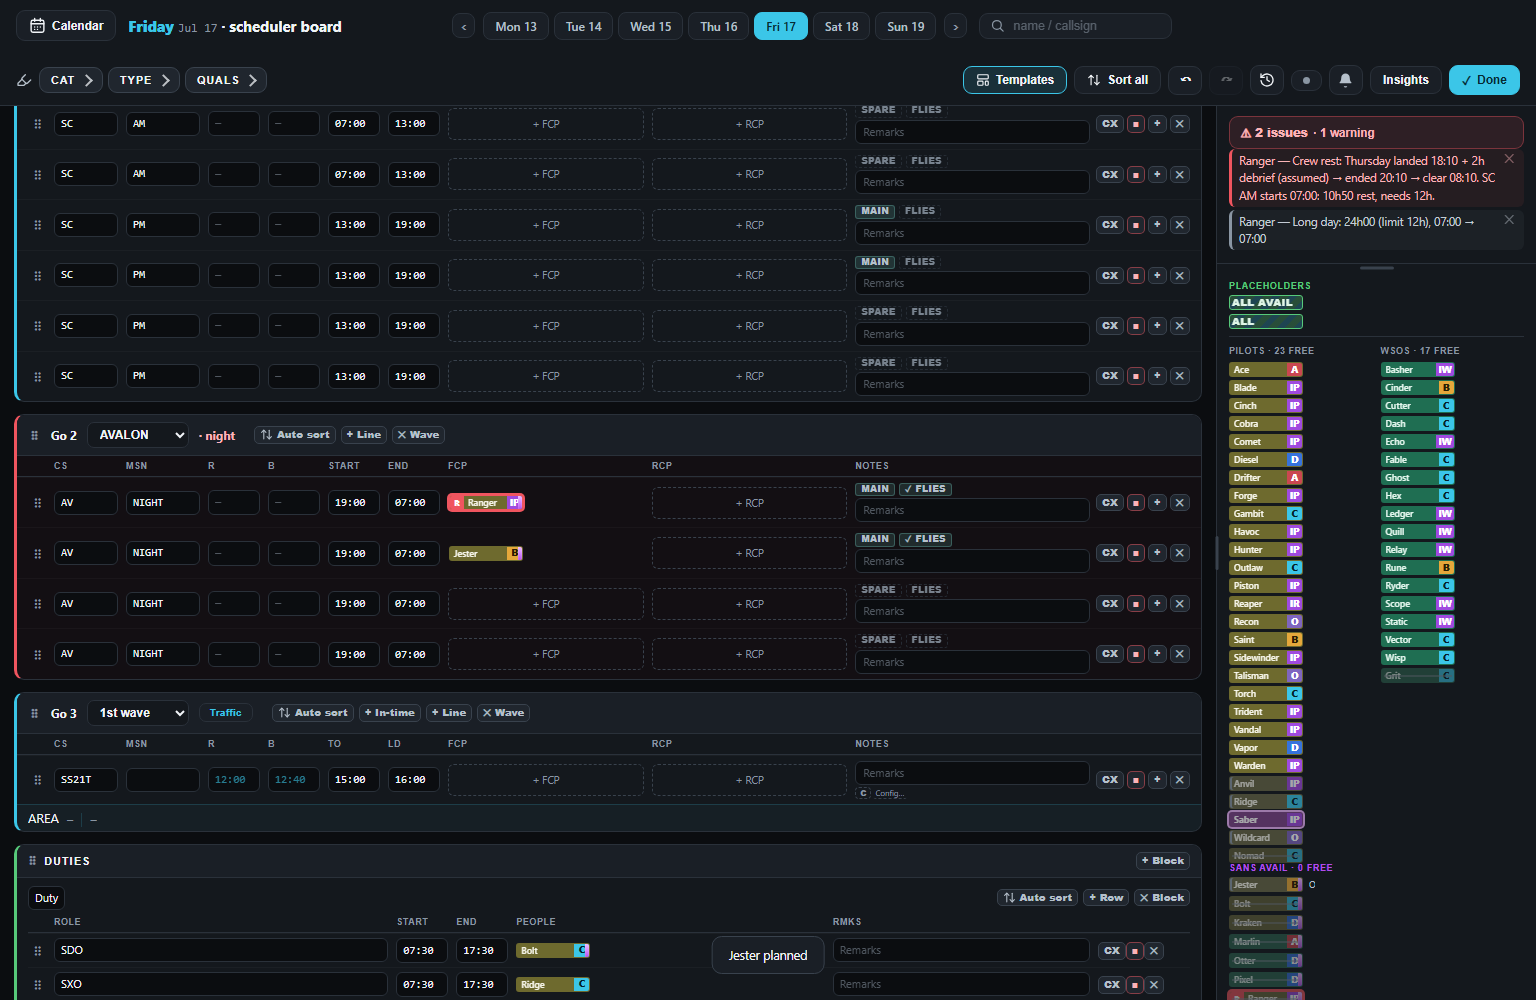 Calendar Friday Jul 17 · scheduler board ‹ Mon 13 Tue 14 Wed 15 Thu 16 Fri 17 Sat 18 Sun 19 › name / callsign
CAT TYPE QUALS Templates Sort all Insights ✓ Done
SPARE FLIES
SC AM – – 07:00 13:00 + FCP + RCP Remarks CX + ✕
SPARE FLIES
SC AM – – 07:00 13:00 + FCP + RCP Remarks CX + ✕
MAIN FLIES
SC PM – – 13:00 19:00 + FCP + RCP Remarks CX + ✕
MAIN FLIES
SC PM – – 13:00 19:00 + FCP + RCP Remarks CX + ✕
SPARE FLIES
SC PM – – 13:00 19:00 + FCP + RCP Remarks CX + ✕
SPARE FLIES
SC PM – – 13:00 19:00 + FCP + RCP Remarks CX + ✕
Go 2 AVALON · night Auto sort + Line ✕ Wave
CS MSN R B START END FCP RCP NOTES
MAIN ✓ FLIES
AV NIGHT – – 19:00 07:00 R Ranger IP + RCP Remarks CX + ✕
MAIN ✓ FLIES
AV NIGHT – – 19:00 07:00 Jester B + RCP Remarks CX + ✕
SPARE FLIES
AV NIGHT – – 19:00 07:00 + FCP + RCP Remarks CX + ✕
SPARE FLIES
AV NIGHT – – 19:00 07:00 + FCP + RCP Remarks CX + ✕
Go 3 1st wave Traffic Auto sort + In-time + Line ✕ Wave
CS MSN R B TO LD FCP RCP NOTES
SS21T 12:00 12:40 15:00 16:00 + FCP + RCP Remarks CX + ✕
C Config...
AREA – –
DUTIES + Block
Duty Auto sort + Row ✕ Block
ROLE START END PEOPLE RMKS
SDO 07:30 17:30 Bolt C Remarks CX + ✕
Jester planned
SXO 07:30 17:30 Ridge C Remarks CX + ✕
⚠ 2 issues · 1 warning
Ranger — Crew rest: Thursday landed 18:10 + 2h
debrief (assumed) → ended 20:10 → clear 08:10. SC
AM starts 07:00: 10h50 rest, needs 12h.
Ranger — Long day: 24h00 (limit 12h), 07:00 →
07:00
PLACEHOLDERS
ALL AVAIL
ALL
PILOTS · 23 FREE
Ace A
Blade IP
Cinch IP
Cobra IP
Comet IP
Diesel D
Drifter A
Forge IP
Gambit C
Havoc IP
Hunter IP
Outlaw C
Piston IP
Reaper IR
Recon O
Saint B
Sidewinder IP
Talisman O
Torch C
Trident IP
Vandal IP
Vapor D
Warden IP
Anvil IP
Ridge C
Saber IP
Wildcard O
Nomad C
WSOS · 17 FREE
Basher IW
Cinder B
Cutter C
Dash C
Echo IW
Fable C
Ghost C
Hex C
Ledger IW
Quill IW
Relay IW
Rune B
Ryder C
Scope IW
Static IW
Vector C
Wisp C
Grit C
SANS AVAIL · 0 FREE
Jester B O
Bolt C
Kraken D
Martin A
Otter D
Pixel D
R Ranger IP